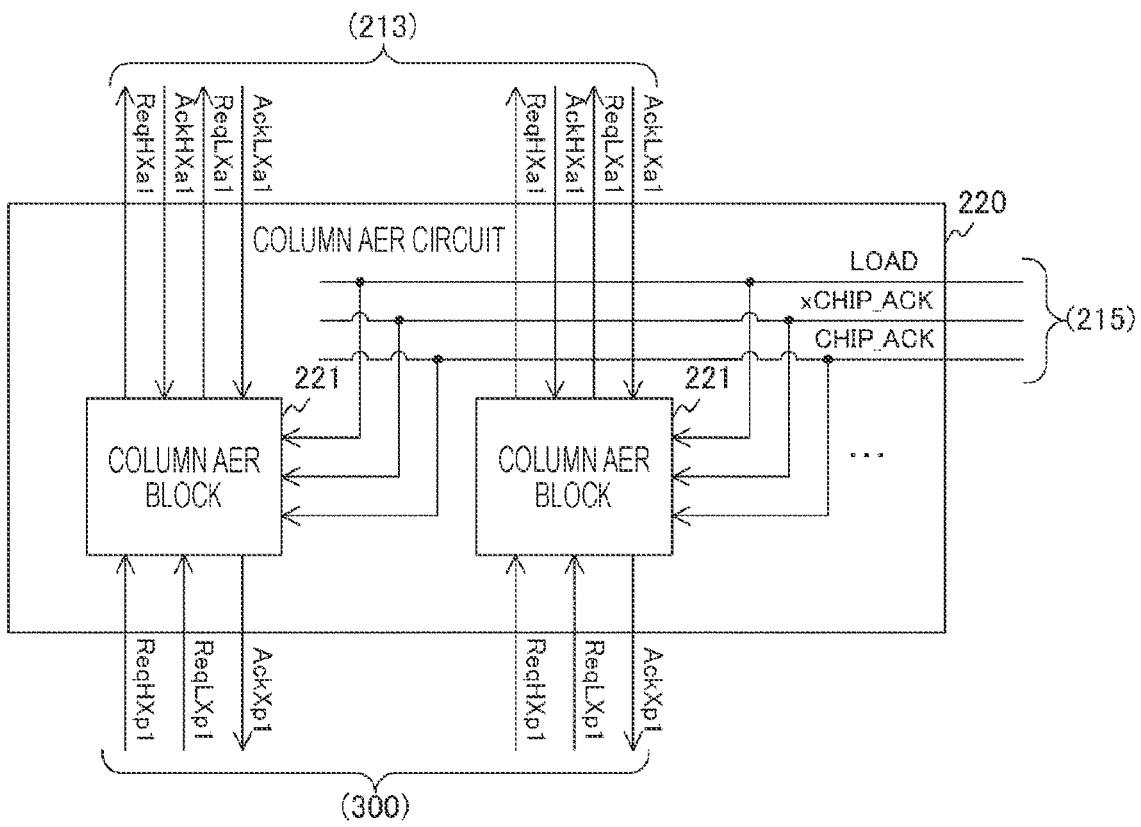 (213)
ReqHXa1
AckHXa1
ReqLXa1
AckLXa1
ReqHXa1
AckHXa1
ReqLXa1
AckLXa1
220
COLUMN AER CIRCUIT
LOAD
xCHIP_ACK
CHIP_ACK
(215)
221
221
COLUMN AER
BLOCK
COLUMN AER
BLOCK
...
ReqHXp1
ReqLXp1
AckXp1
ReqHXp1
ReqLXp1
AckXp1
(300)